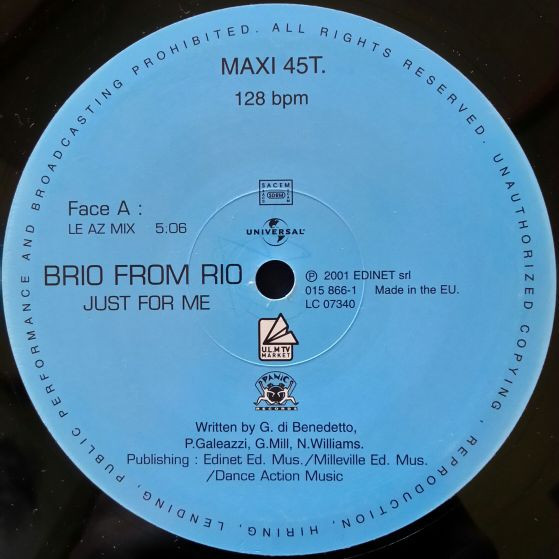 PUBLIC PERFORMANCE AND BROADCASTING PROHIBITED. ALL RIGHTS RESERVED. UNAUTHORIZED COPYING, REPRODUCTION, HIRING, LENDING,
MAXI 45T.
128 bpm
Face A :
LE AZ MIX 5:06
SACEM
SDRM
UNIVERSAL
BRIO FROM RIO
JUST FOR ME
℗ 2001 EDINET srl
015 866-1 Made in the EU.
LC 07340
U.L.M TV
MARKET
PANIC
RECORDS
Written by G. di Benedetto,
P.Galeazzi, G.Mill, N.Williams.
Publishing : Edinet Ed. Mus./Milleville Ed. Mus.
/Dance Action Music